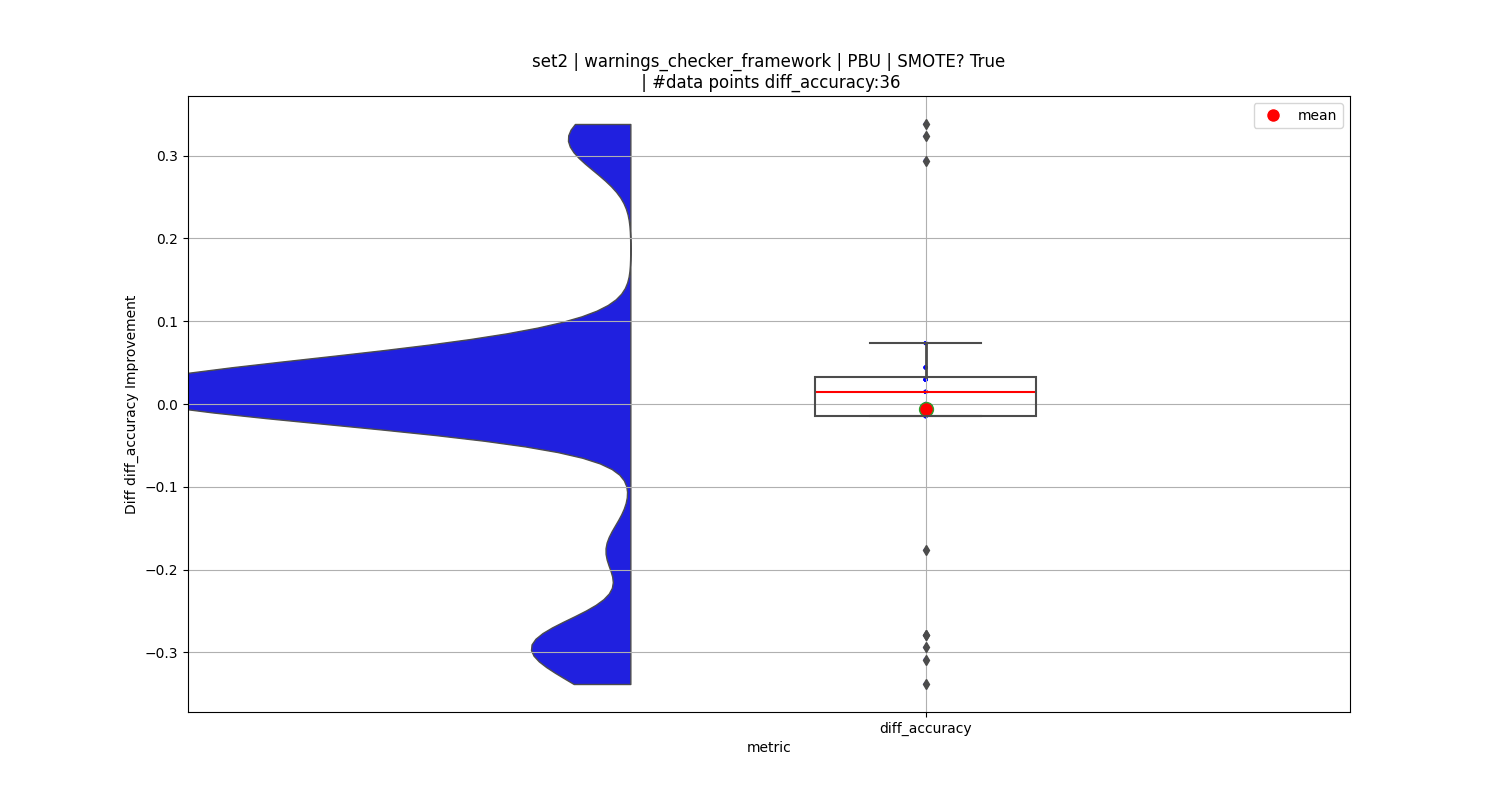 set2 | warnings_checker_framework | PBU | SMOTE? True
| #data points diff_accuracy:36
mean
0.3
0.2
0.1
0.0
−0.1
−0.2
−0.3
Diff diff_accuracy Improvement
diff_accuracy
metric